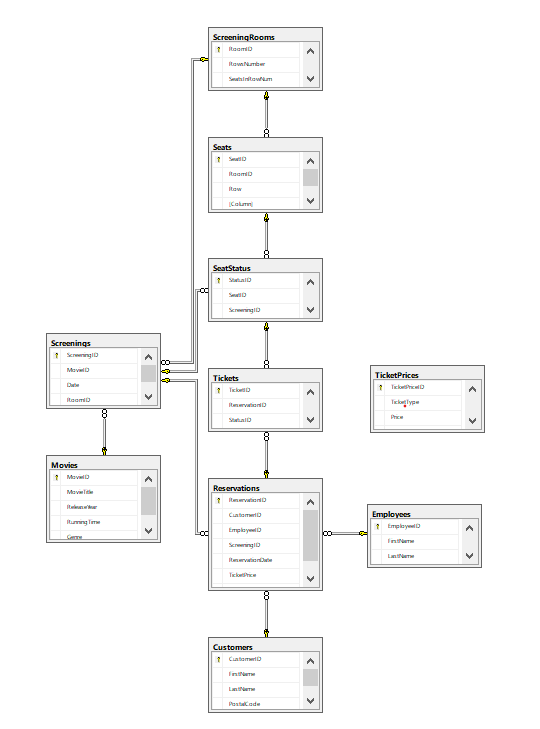 ScreeningRooms
RoomID
RowsNumber
SeatsInRowNum
Seats
SeatID
RoomID
Row
[Column]
SeatStatus
StatusID
SeatID
ScreeningID
Screenings
ScreeningID
MovieID
Date
RoomID
Tickets
TicketID
ReservationID
StatusID
TicketPrices
TicketPriceID
TicketType
Price
Movies
MovieID
MovieTitle
ReleaseYear
RunningTime
Genre
Reservations
ReservationID
CustomerID
EmployeeID
ScreeningID
ReservationDate
TicketPrice
Employees
EmployeeID
FirstName
LastName
Customers
CustomerID
FirstName
LastName
PostalCode